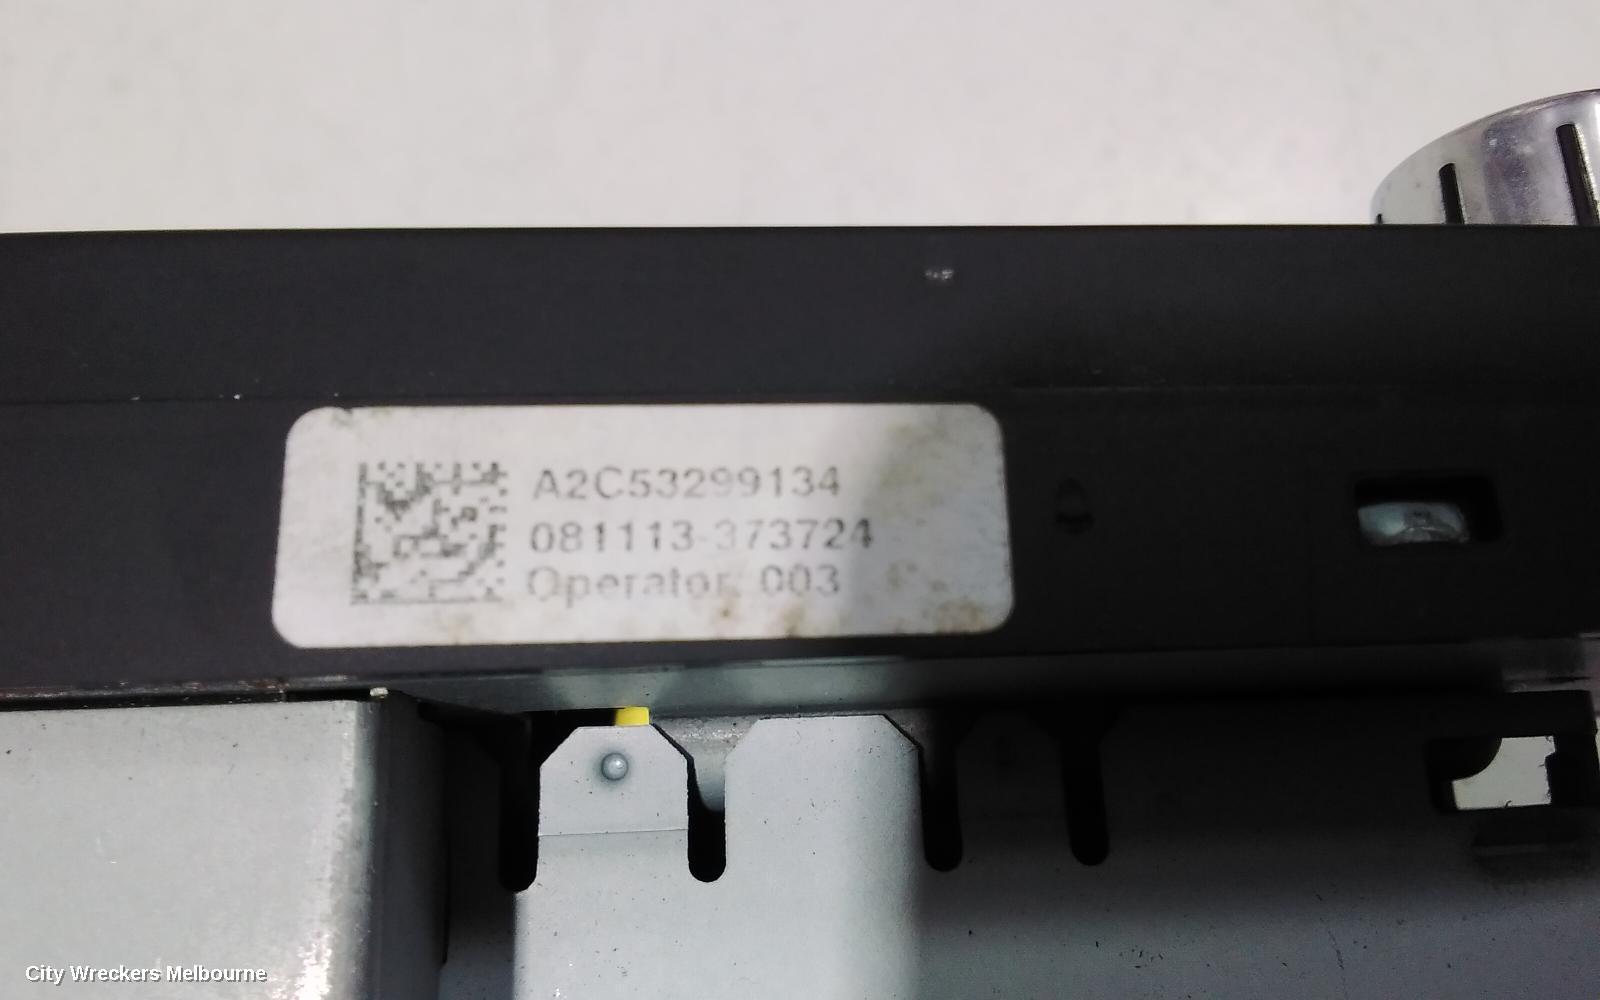 A2C53299134
081113-373724
Operator: 003
City Wreckers Melbourne